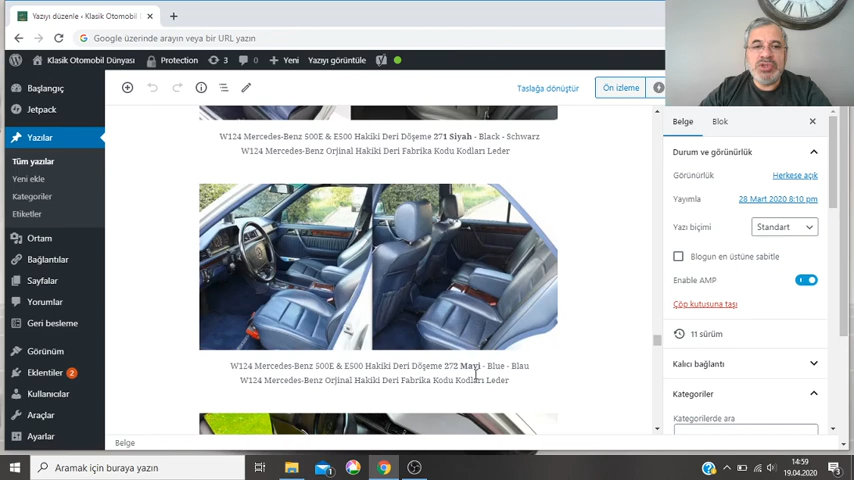 Yazıyı düzenle ‹ Klasik Otomobil
Google üzerinde arayın veya bir URL yazın
Klasik Otomobil Dünyası
Protection
3
0
Yeni
Yazıyı görüntüle
Başlangıç
Jetpack
Yazılar
Tüm yazılar
Yeni ekle
Kategoriler
Etiketler
Ortam
Bağlantılar
Sayfalar
Yorumlar
Geri besleme
Görünüm
Eklentiler 2
Kullanıcılar
Araçlar
Ayarlar
Taslağa dönüştür
Ön izleme
W124 Mercedes-Benz 500E & E500 Hakiki Deri Döşeme 271 Siyah - Black - Schwarz
W124 Mercedes-Benz Orjinal Hakiki Deri Fabrika Kodu Kodları Leder
W124 Mercedes-Benz 500E & E500 Hakiki Deri Döşeme 272 Mavi - Blue - Blau
W124 Mercedes-Benz Orjinal Hakiki Deri Fabrika Kodu Kodları Leder
Belge
Blok
Durum ve görünürlük
Görünürlük
Herkese açık
Yayımla
28 Mart 2020 8:10 pm
Yazı biçimi
Standart
Blogun en üstüne sabitle
Enable AMP
Çöp kutusuna taşı
11 sürüm
Kalıcı bağlantı
Kategoriler
Kategorilerde ara
Belge
Aramak için buraya yazın
14:59
19.04.2020